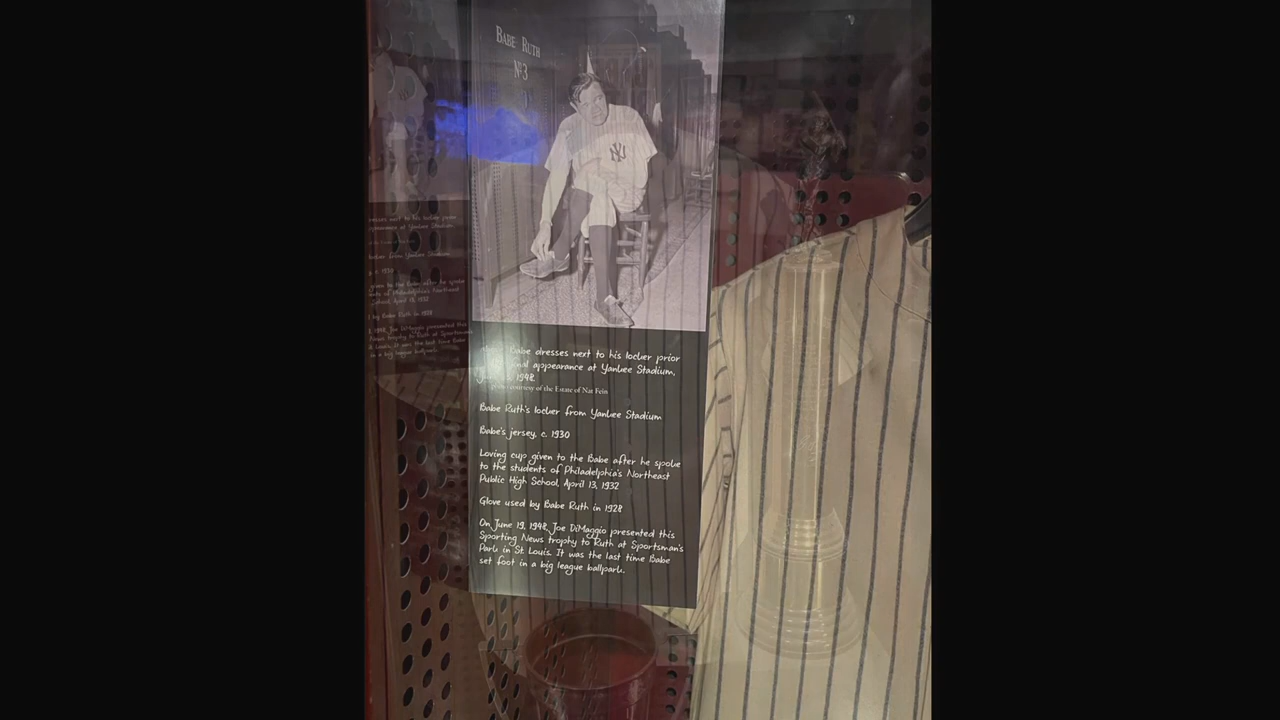 BABE RUTH
Nº3
NY
Babe dresses next to his locker prior
appearance at Yankee Stadium,
1948.
courtesy of the Estate of Nat Fein
Babe Ruth's locker from Yankee Stadium
Babe's jersey, c. 1930
Loving cup given to the Babe after he spoke
to the students of Philadelphia's Northeast
Public High School, April 13, 1932
Glove used by Babe Ruth in 1928
On June 19, 1948, Joe DiMaggio presented this
Sporting News trophy to Ruth at Sportsman's
Park in St. Louis. It was the last time Babe
set foot in a big league ballpark.